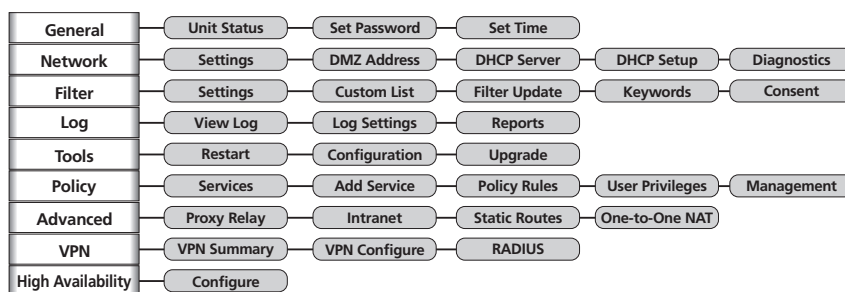 General Unit Status Set Password Set Time
Network Settings DMZ Address DHCP Server DHCP Setup Diagnostics
Filter Settings Custom List Filter Update Keywords Consent
Log View Log Log Settings Reports
Tools Restart Configuration Upgrade
Policy Services Add Service Policy Rules User Privileges Management
Advanced Proxy Relay Intranet Static Routes One-to-One NAT
VPN VPN Summary VPN Configure RADIUS
High Availability Configure